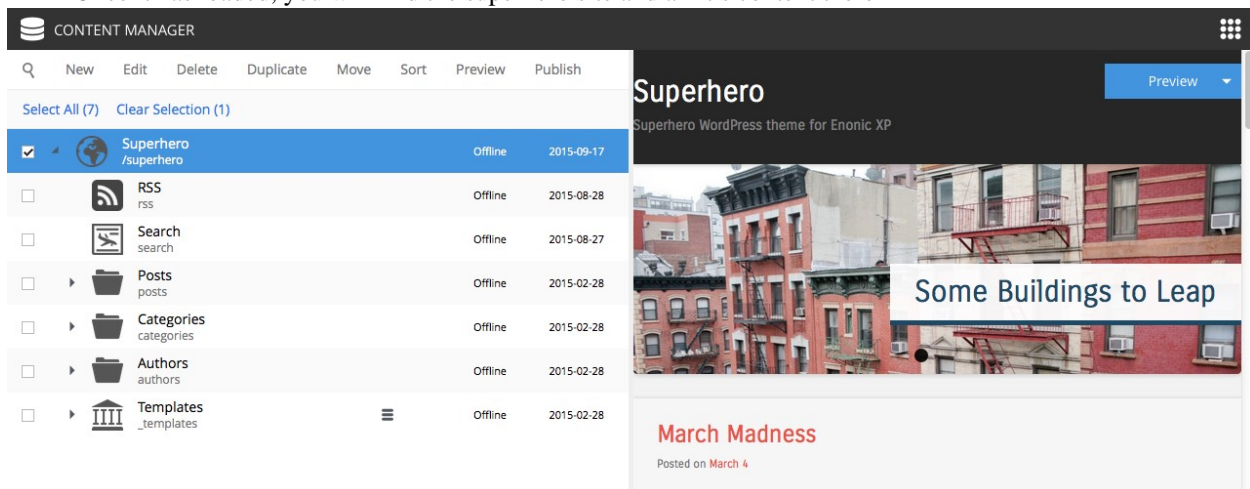 CONTENT MANAGER
New Edit Delete Duplicate Move Sort Preview Publish
Select All (7) Clear Selection (1)
Superhero
/superhero
Offline 2015-09-17
RSS
rss
Offline 2015-08-28
Search
search
Offline 2015-08-27
Posts
posts
Offline 2015-02-28
Categories
categories
Offline 2015-02-28
Authors
authors
Offline 2015-02-28
Templates
_templates
Offline 2015-02-28
Superhero
Superhero WordPress theme for Enonic XP
Preview
Some Buildings to Leap
March Madness
Posted on March 4